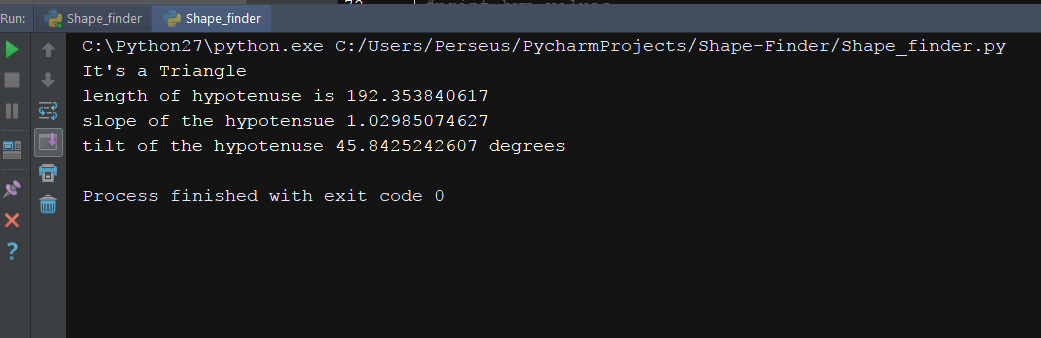 Run: Shape_finder Shape_finder
C:\Python27\python.exe C:/Users/Perseus/PycharmProjects/Shape-Finder/Shape_finder.py
It's a Triangle
length of hypotenuse is 192.353840617
slope of the hypotensue 1.02985074627
tilt of the hypotenuse 45.8425242607 degrees
Process finished with exit code 0